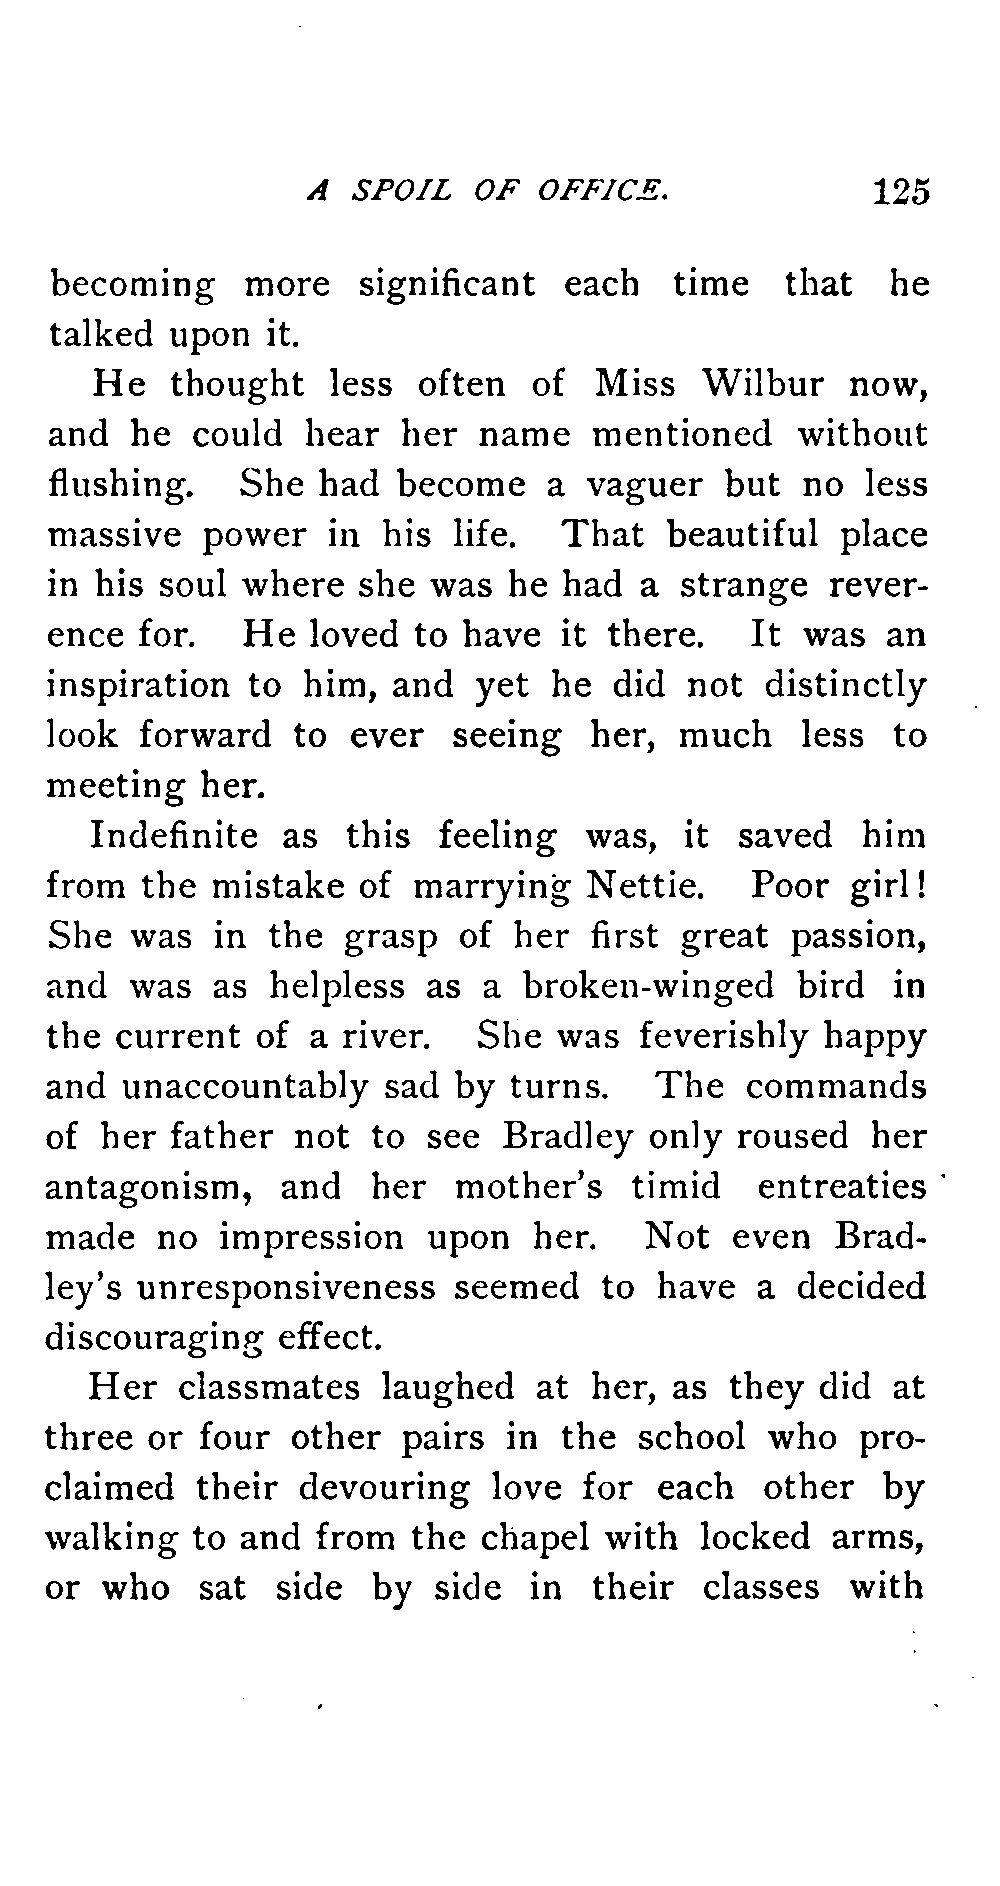 A SPOIL OF OFFICE. 125
becoming more significant each time that he
talked upon it.
He thought less often of Miss Wilbur now,
and he could hear her name mentioned without
flushing. She had become a vaguer but no less
massive power in his life. That beautiful place
in his soul where she was he had a strange rever-
ence for. He loved to have it there. It was an
inspiration to him, and yet he did not distinctly
look forward to ever seeing her, much less to
meeting her.
Indefinite as this feeling was, it saved him
from the mistake of marrying Nettie. Poor girl!
She was in the grasp of her first great passion,
and was as helpless as a broken-winged bird in
the current of a river. She was feverishly happy
and unaccountably sad by turns. The commands
of her father not to see Bradley only roused her
antagonism, and her mother's timid entreaties
made no impression upon her. Not even Brad-
ley's unresponsiveness seemed to have a decided
discouraging effect.
Her classmates laughed at her, as they did at
three or four other pairs in the school who pro-
claimed their devouring love for each other by
walking to and from the chapel with locked arms,
or who sat side by side in their classes with